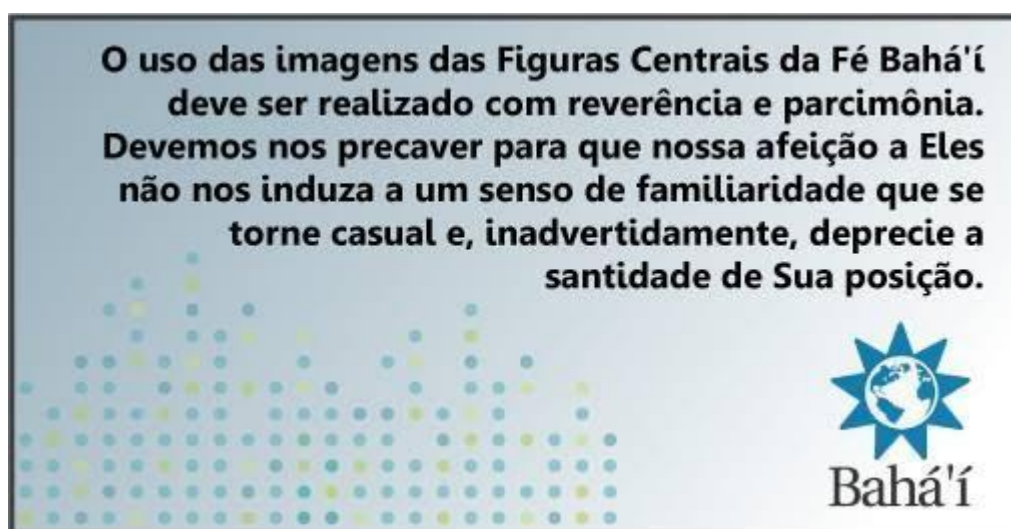 O uso das imagens das Figuras Centrais da Fé Bahá'í
deve ser realizado com reverência e parcimônia.
Devemos nos precaver para que nossa afeição a Eles
não nos induza a um senso de familiaridade que se
torne casual e, inadvertidamente, deprecie a
santidade de Sua posição.
Bahá'í